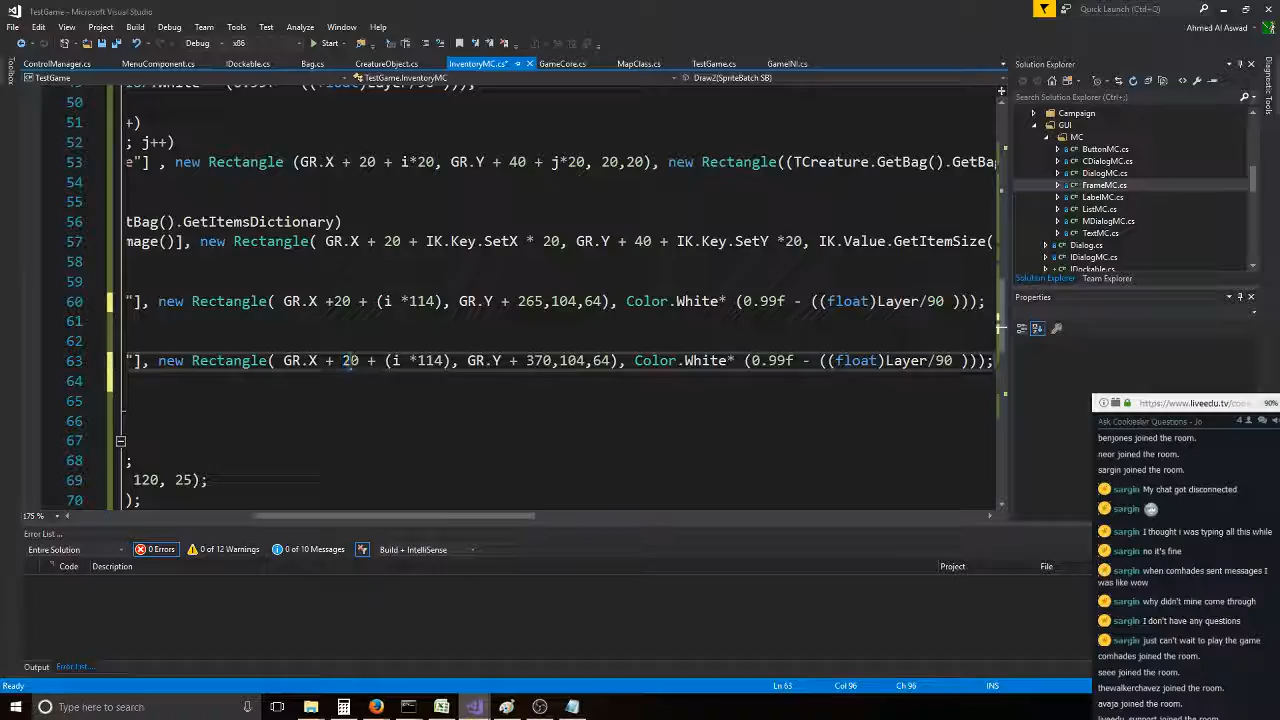 TestGame - Microsoft Visual Studio
Quick Launch (Ctrl+Q)
File Edit View Project Build Debug Team Tools Architecture Test Analyze Window Help
Ahmed Al Aswad
Debug x86 Start
ControlManager.cs MenuComponent.cs IDockable.cs Bag.cs CreatureObject.cs InventoryMC.cs* GameCore.cs MapClass.cs TestGame.cs GameINI.cs
Solution Explorer
TestGame TestGame.InventoryMC Draw2(SpriteBatch SB)
Toolbox
Diagnostic Tools
Search Solution Explorer (Ctrl+;)
Campaign
GUI
MC
ButtonMC.cs
CDialogMC.cs
DialogMC.cs
FrameMC.cs
LabelMC.cs
ListMC.cs
MDialogMC.cs
TextMC.cs
Dialog.cs
IDialogMC.cs
IDockable.cs
Solution Explorer Team Explorer
Properties
50
51 ++)
52 ; j++)
53 e"] , new Rectangle (GR.X + 20 + i*20, GR.Y + 40 + j*20, 20,20), new Rectangle((TCreature.GetBag().GetBa
54
55
56 tBag().GetItemsDictionary)
57 mage()], new Rectangle( GR.X + 20 + IK.Key.SetX * 20, GR.Y + 40 + IK.Key.SetY *20, IK.Value.GetItemSize(
58
59
60 "], new Rectangle( GR.X +20 + (i *114), GR.Y + 265,104,64), Color.White* (0.99f - ((float)Layer/90 )));
61
62
63 "], new Rectangle( GR.X + 20 + (i *114), GR.Y + 370,104,64), Color.White* (0.99f - ((float)Layer/90 )));
64
65
66
67
68 ;
69 120, 25);
70 );
175 %
Error List ...
Entire Solution 0 Errors 0 of 12 Warnings 0 of 10 Messages Build + IntelliSense
Code Description Project File
Output Error List ...
Ready Ln 63 Col 96 Ch 96 INS
Type here to search
90%
Ask Cookiester Questions - Jo 4
benjones joined the room.
neor joined the room.
sargin joined the room.
sargin My chat got disconnected
sargin
sargin I thought i was typing all this while
sargin no it's fine
sargin when comhades sent messages I
was like wow
sargin why didn't mine come through
sargin I don't have any questions
sargin just can't wait to play the game
comhades joined the room.
seee joined the room.
thewalkerchavez joined the room.
avaja joined the room.
liveedu_support joined the room.